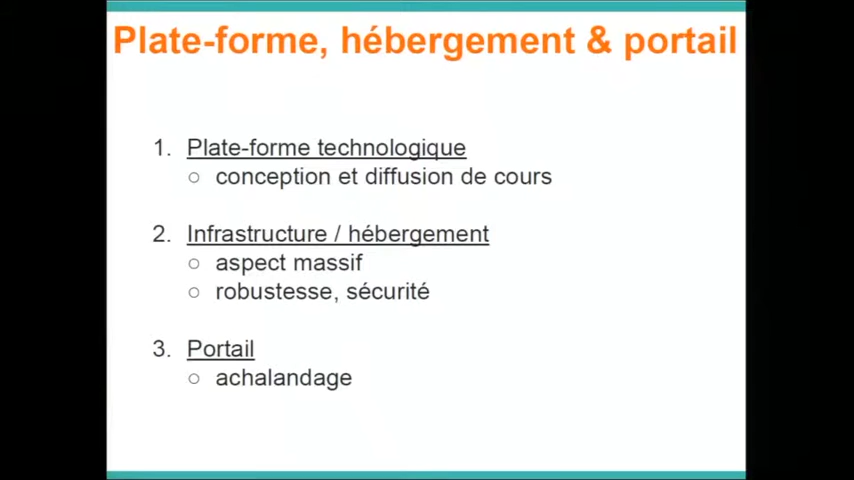 Plate-forme, hébergement & portail
1. Plate-forme technologique
○ conception et diffusion de cours
2. Infrastructure / hébergement
○ aspect massif
○ robustesse, sécurité
3. Portail
○ achalandage